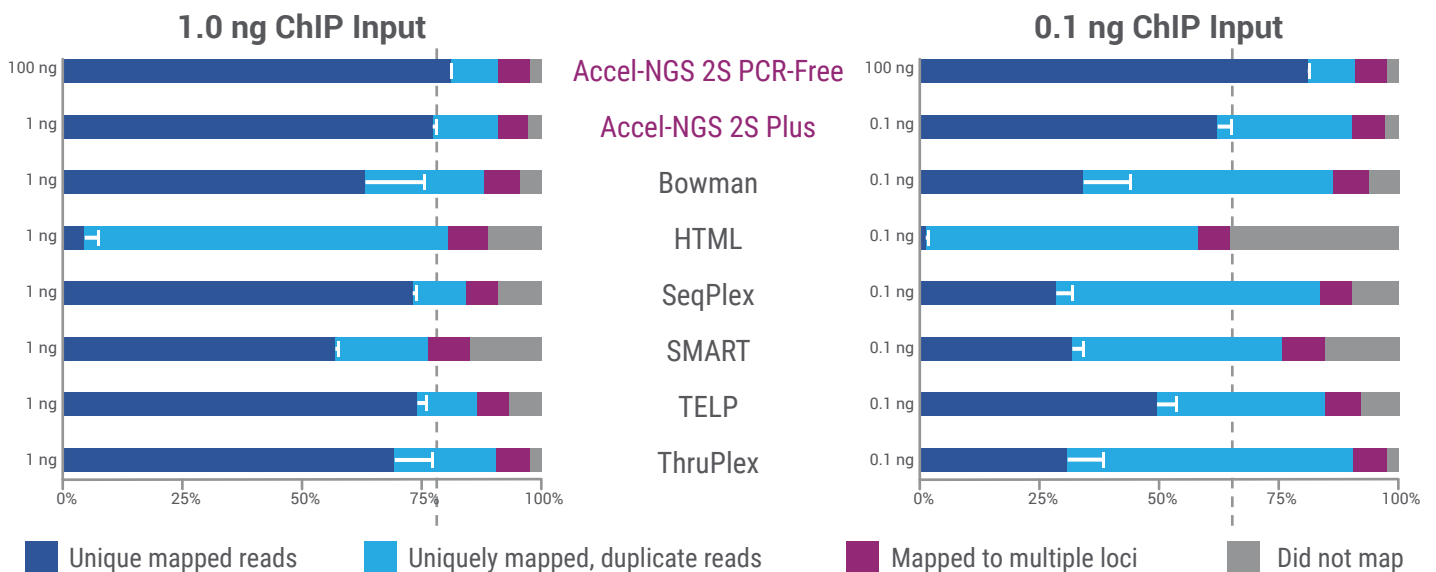 1.0 ng ChIP Input
0.1 ng ChIP Input
100 ng
Accel-NGS 2S PCR-Free
100 ng
1 ng
Accel-NGS 2S Plus
0.1 ng
1 ng
Bowman
0.1 ng
1 ng
HTML
0.1 ng
1 ng
SeqPlex
0.1 ng
1 ng
SMART
0.1 ng
1 ng
TELP
0.1 ng
1 ng
ThruPlex
0.1 ng
0% 25% 50% 75% 100%
0% 25% 50% 75% 100%
Unique mapped reads
Uniquely mapped, duplicate reads
Mapped to multiple loci
Did not map